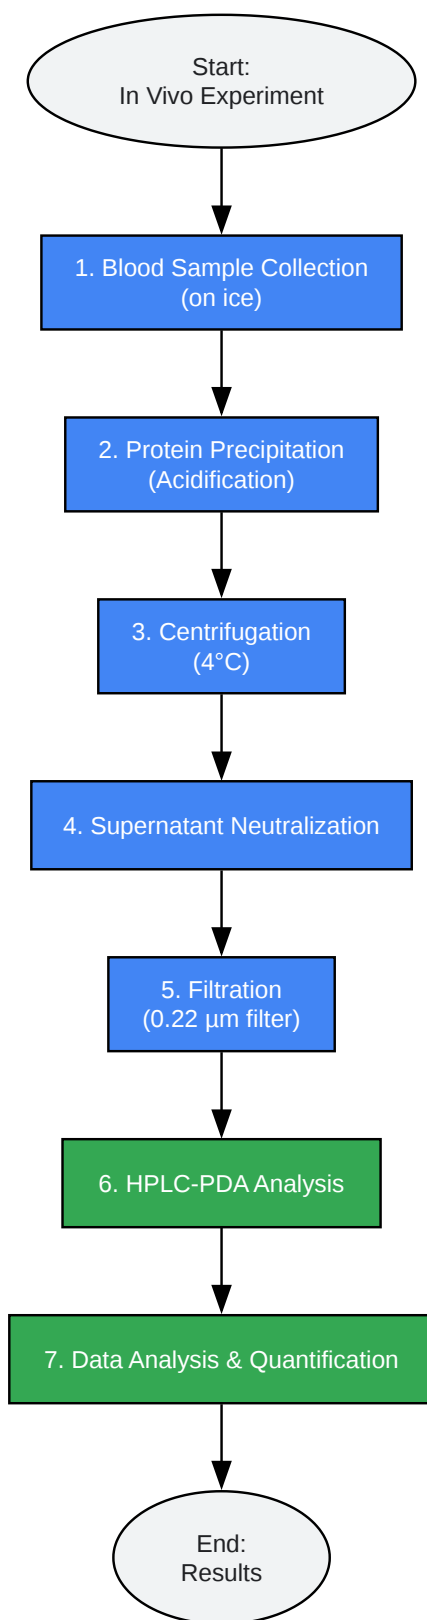 Start:
In Vivo Experiment
1. Blood Sample Collection
(on ice)
2. Protein Precipitation
(Acidification)
3. Centrifugation
(4°C)
4. Supernatant Neutralization
5. Filtration
(0.22 µm filter)
6. HPLC-PDA Analysis
7. Data Analysis & Quantification
End:
Results